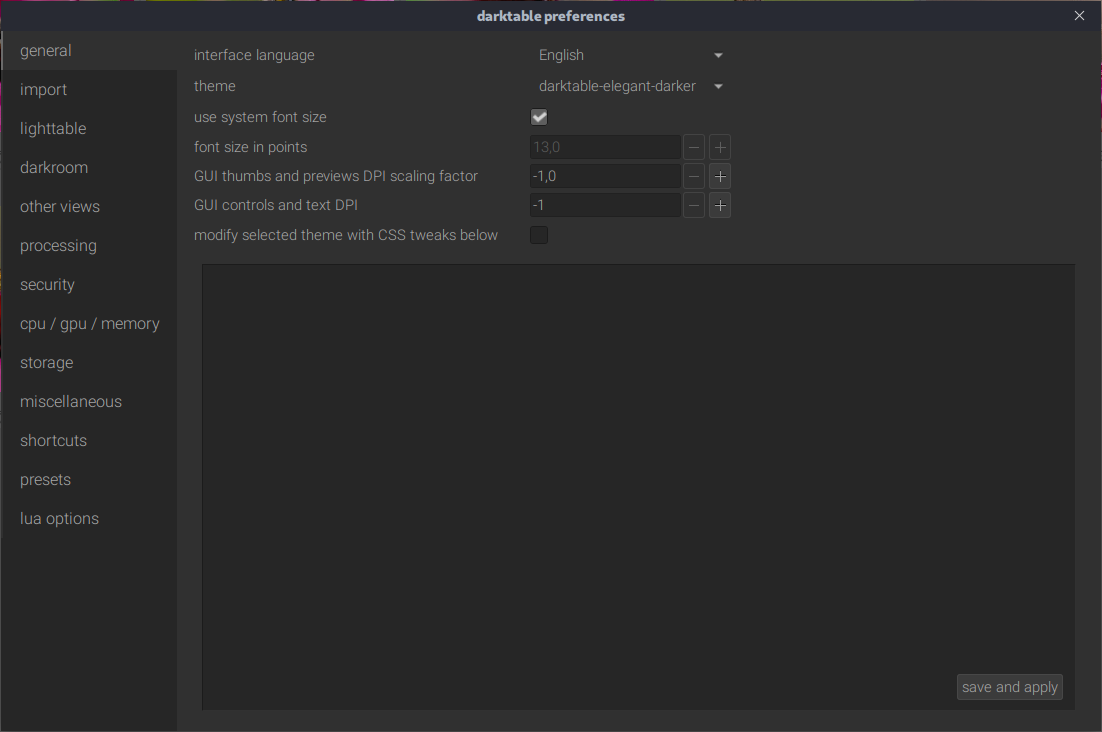 darktable preferences
general
import
lighttable
darkroom
other views
processing
security
cpu / gpu / memory
storage
miscellaneous
shortcuts
presets
lua options
interface language English
theme darktable-elegant-darker
use system font size
font size in points 13,0
GUI thumbs and previews DPI scaling factor -1,0
GUI controls and text DPI -1
modify selected theme with CSS tweaks below
save and apply